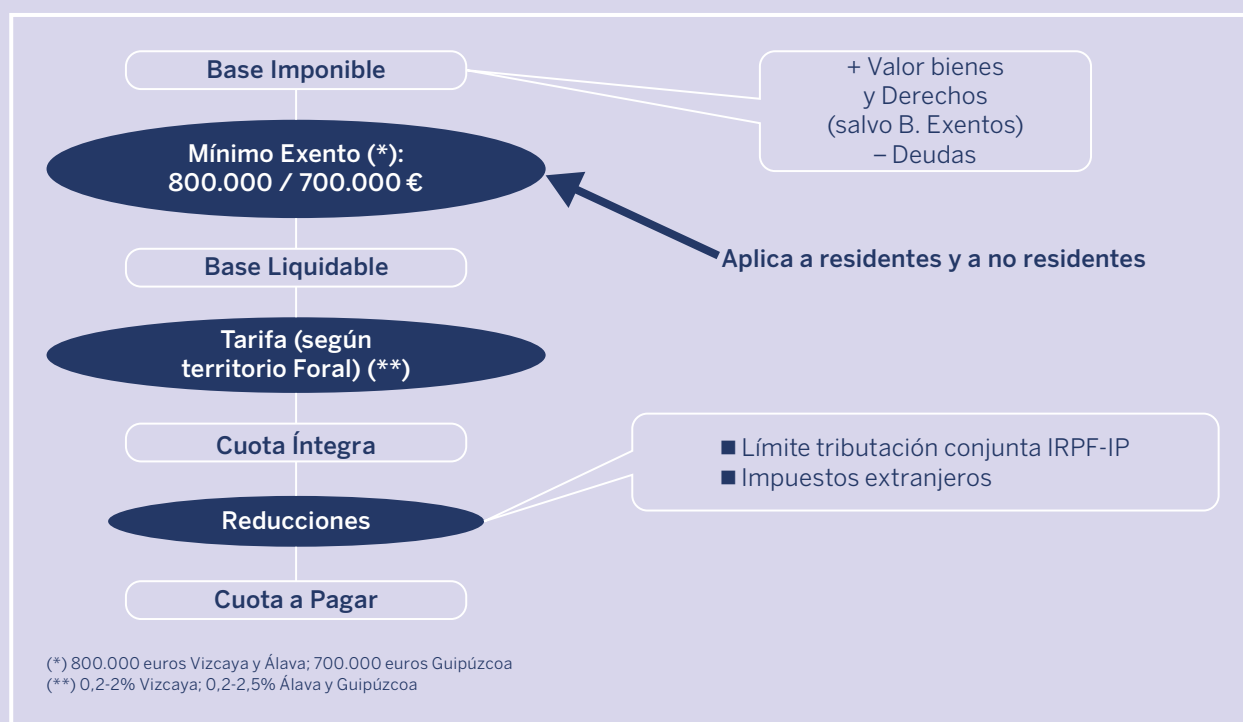 Base Imponible
+ Valor bienes
y Derechos
(salvo B. Exentos)
– Deudas
Mínimo Exento (*):
800.000 / 700.000 €
Aplica a residentes y a no residentes
Base Liquidable
Tarifa (según
territorio Foral) (**)
Cuota Íntegra
■ Límite tributación conjunta IRPF-IP
■ Impuestos extranjeros
Reducciones
Cuota a Pagar
(*) 800.000 euros Vizcaya y Álava; 700.000 euros Guipúzcoa
(**) 0,2-2% Vizcaya; 0,2-2,5% Álava y Guipúzcoa